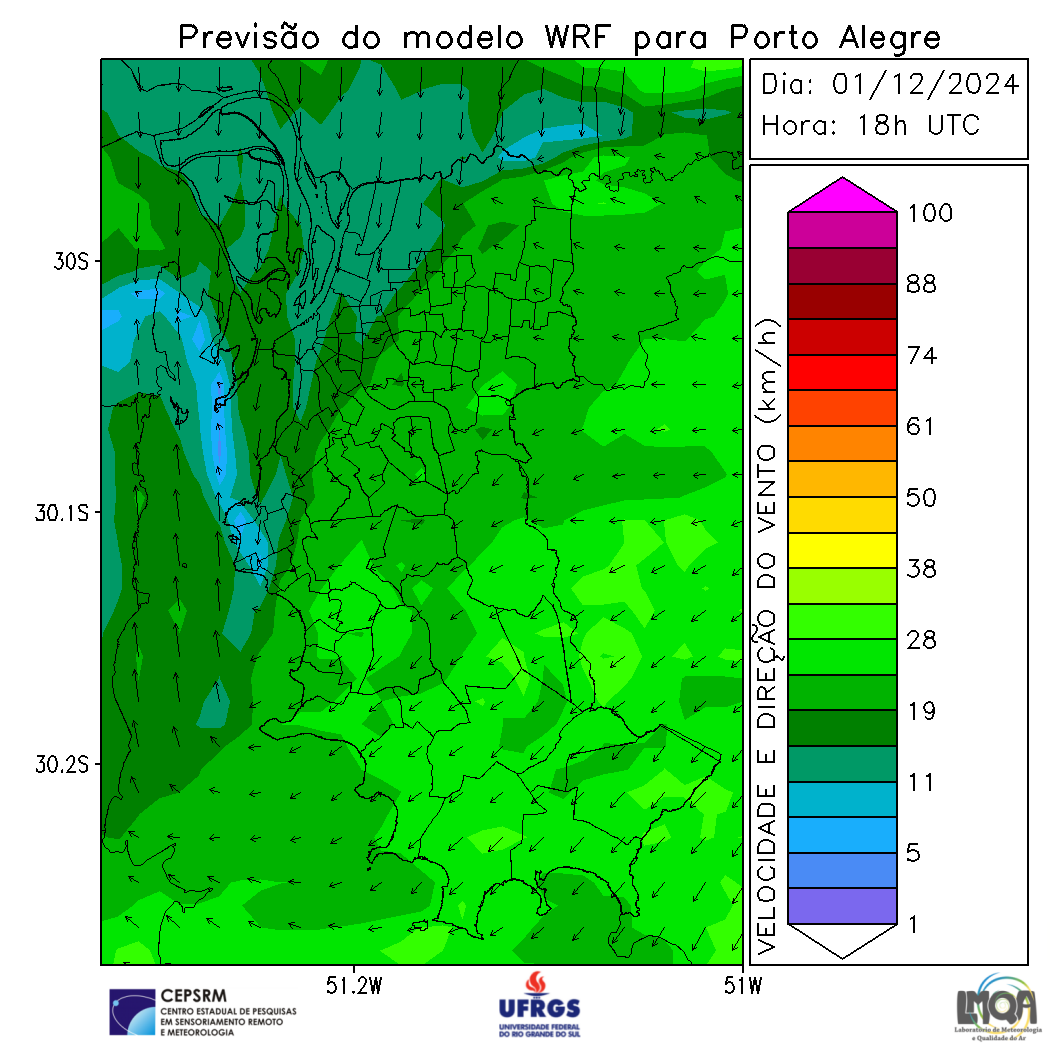 Previsão do modelo WRF para Porto Alegre
Dia: 01/12/2024
Hora: 18h UTC
30S
30.1S
30.2S
51.2W
51W
VELOCIDADE E DIREÇÃO DO VENTO (km/h)
100
88
74
61
50
38
28
19
11
5
1
CEPSRM
CENTRO ESTADUAL DE PESQUISAS
EM SENSORIAMENTO REMOTO
E METEOROLOGIA
UFRGS
UNIVERSIDADE FEDERAL
DO RIO GRANDE DO SUL
LMQA
Laboratório de Meteorologia
e Qualidade do Ar